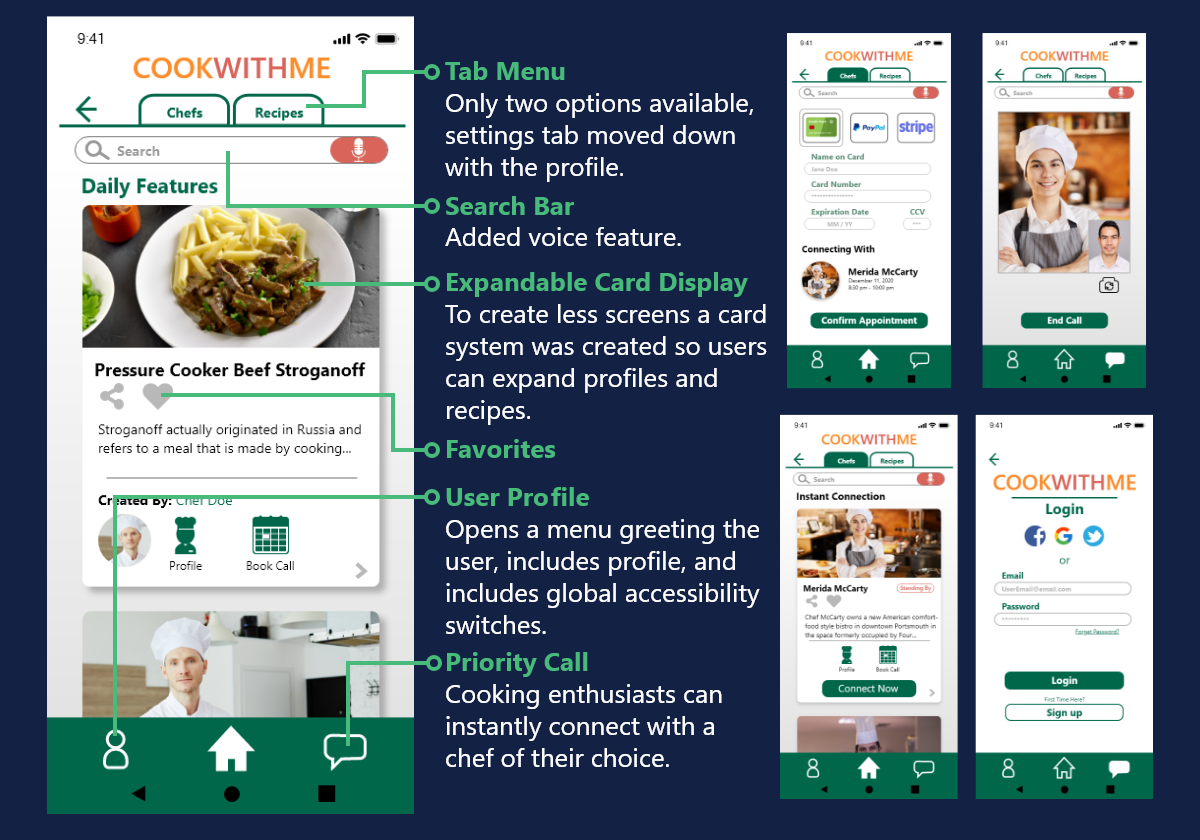 9:41
COOKWITHME
Chefs
Recipes
Search
Daily Features
Pressure Cooker Beef Stroganoff
Stroganoff actually originated in Russia and
refers to a meal that is made by cooking...
Created By: Chef Doe
Profile
Book Call
Tab Menu
Only two options available,
settings tab moved down
with the profile.
Search Bar
Added voice feature.
Expandable Card Display
To create less screens a card
system was created so users
can expand profiles and
recipes.
Favorites
User Profile
Opens a menu greeting the
user, includes profile, and
includes global accessibility
switches.
Priority Call
Cooking enthusiasts can
instantly connect with a
chef of their choice.
9:41
Chefs
Recipes
Search
PayPal
stripe
Name on Card
Jane Doe
Card Number
Expiration Date
CCV
MM / YY
***
Connecting With
Merida McCarty
December 11, 2020
8:30 pm - 10:00 pm
Confirm Appointment
9:41
Chefs
Recipes
Search
End Call
9:41
COOKWITHME
Chefs
Recipes
Search
Instant Connection
Merida McCarty
Standing By
Chef McCarty owns a new American comfort-
food style bistro in downtown Portsmouth in
the space formerly occupied by Four...
Profile
Book Call
Connect Now
9:41
COOKWITHME
Login
or
Email
UserEmail@email.com
Password
Forget Password?
Login
First Time Here?
Sign up